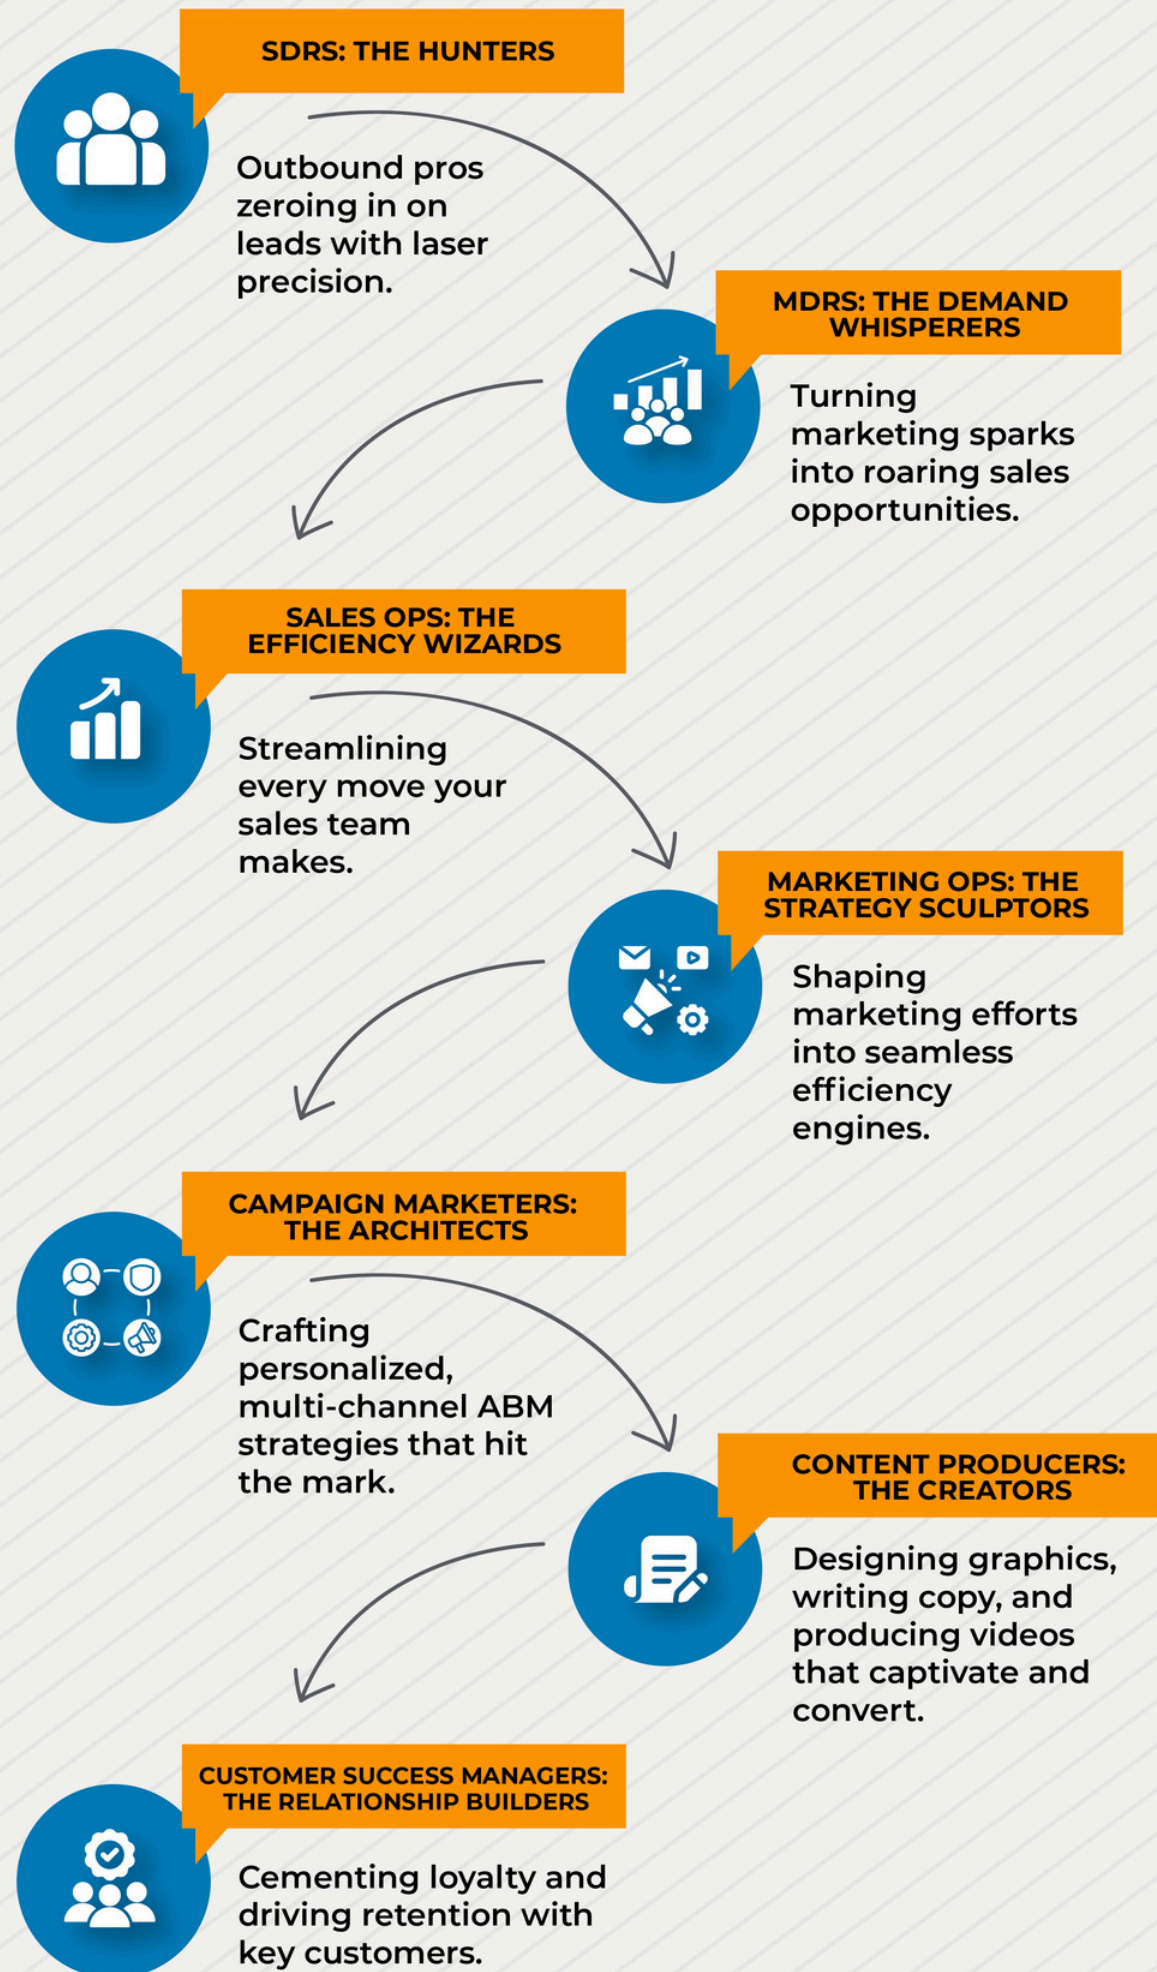 SDRS: THE HUNTERS
Outbound pros
zeroing in on
leads with laser
precision.
MDRS: THE DEMAND
WHISPERERS
Turning
marketing sparks
into roaring sales
opportunities.
SALES OPS: THE
EFFICIENCY WIZARDS
Streamlining
every move your
sales team
makes.
MARKETING OPS: THE
STRATEGY SCULPTORS
Shaping
marketing efforts
into seamless
efficiency
engines.
CAMPAIGN MARKETERS:
THE ARCHITECTS
Crafting
personalized,
multi-channel ABM
strategies that hit
the mark.
CONTENT PRODUCERS:
THE CREATORS
Designing graphics,
writing copy, and
producing videos
that captivate and
convert.
CUSTOMER SUCCESS MANAGERS:
THE RELATIONSHIP BUILDERS
Cementing loyalty and
driving retention with
key customers.